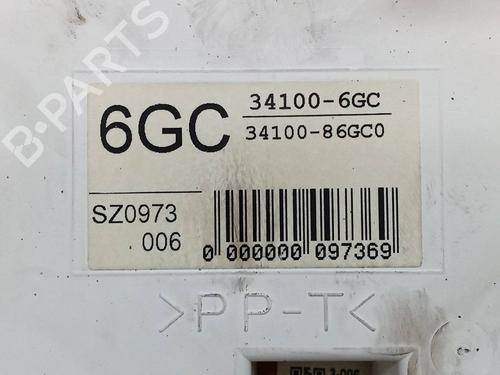 B-PARTS
6GC
34100-6GC
34100-86GC0
SZ0973
006
0 000000 097369
>PP-T<